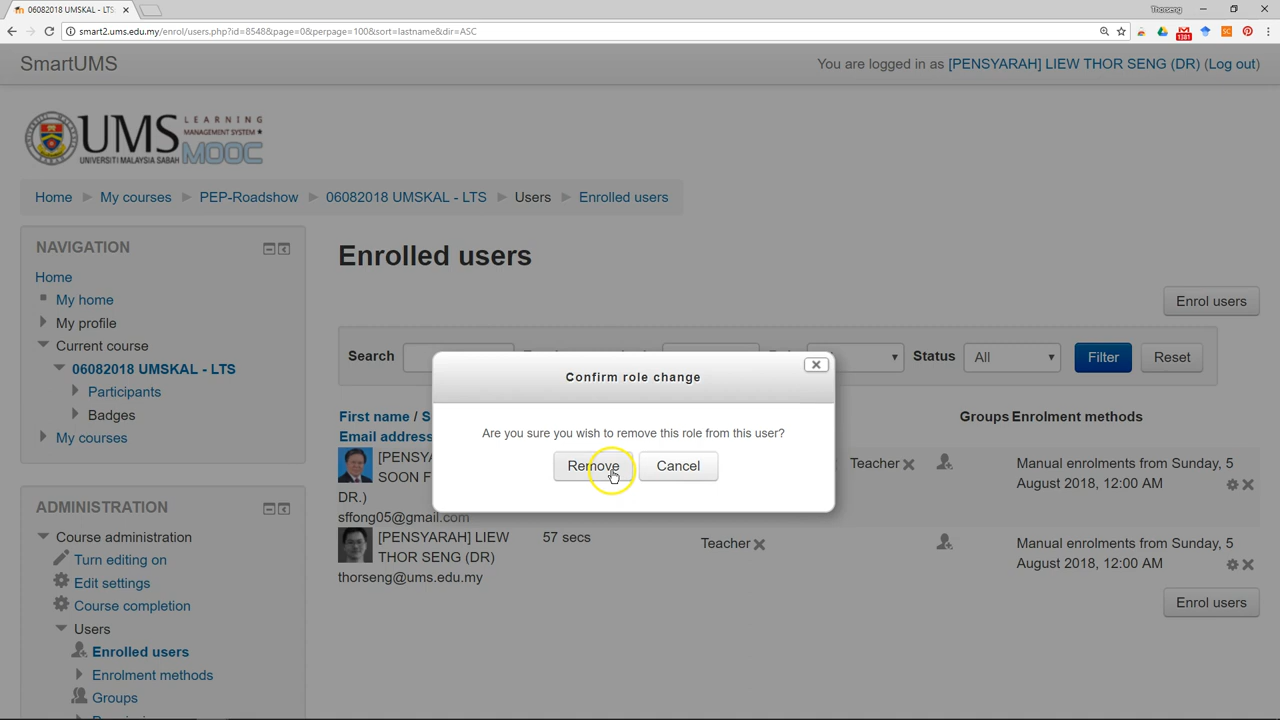 06082018 UMSKAL - LTS
Thorseng
smart2.ums.edu.my/enrol/users.php?id=8548&page=0&perpage=100&sort=lastname&dir=ASC
1381
SC
SmartUMS
You are logged in as [PENSYARAH] LIEW THOR SENG (DR) (Log out)
UMS LEARNING MANAGEMENT SYSTEM
MOOC
UNIVERSITI MALAYSIA SABAH
Home My courses PEP-Roadshow 06082018 UMSKAL - LTS Users Enrolled users
NAVIGATION
Home
My home
My profile
Current course
06082018 UMSKAL - LTS
Participants
Badges
My courses
ADMINISTRATION
Course administration
Turn editing on
Edit settings
Course completion
Users
Enrolled users
Enrolment methods
Groups
Enrolled users
Enrol users
Search
Status All Filter Reset
Confirm role change
Are you sure you wish to remove this role from this user?
Remove Cancel
First name /
Email address
Groups Enrolment methods
SOON
DR.)
sffong05@gmail.com
Teacher
Manual enrolments from Sunday, 5
August 2018, 12:00 AM
[PENSYARAH] LIEW
THOR SENG (DR)
thorseng@ums.edu.my
57 secs
Teacher
Manual enrolments from Sunday, 5
August 2018, 12:00 AM
Enrol users